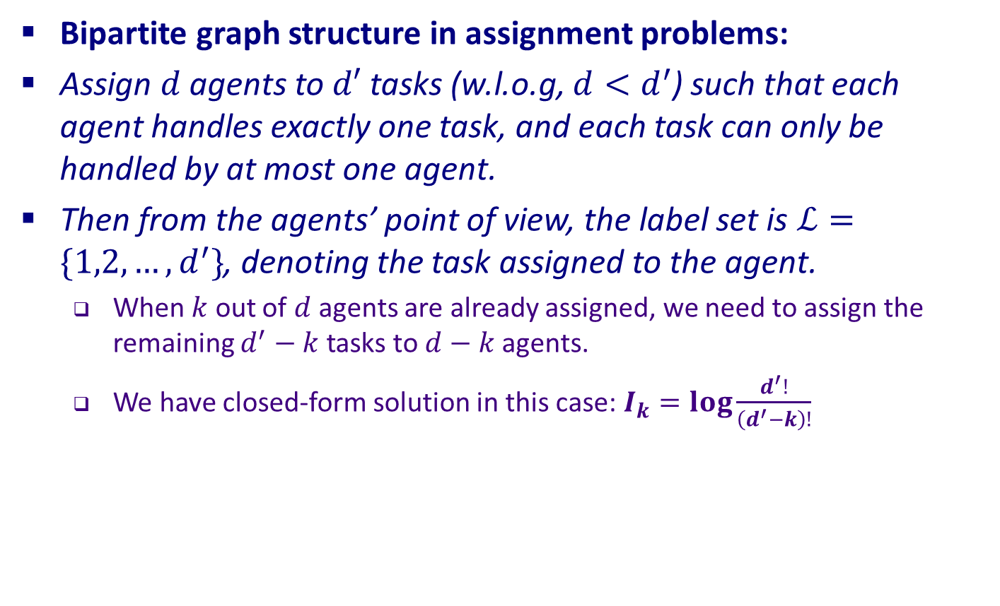 ▪ Bipartite graph structure in assignment problems:
▪ Assign d agents to d′ tasks (w.l.o.g, d < d′) such that each
agent handles exactly one task, and each task can only be
handled by at most one agent.
▪ Then from the agents’ point of view, the label set is ℒ =
{1,2, … , d′}, denoting the task assigned to the agent.
❑ When k out of d agents are already assigned, we need to assign the
remaining d′ − k tasks to d − k agents.
❑ We have closed-form solution in this case: I_k = log d′! / (d′−k)!